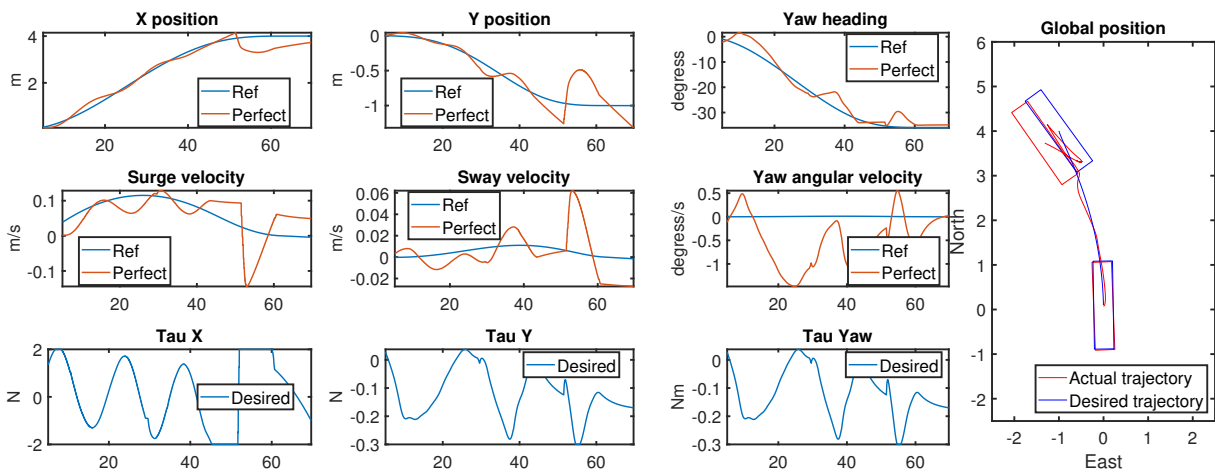 X position
m
4
2
20
40
60
Ref
Perfect
Y position
m
0
-0.5
-1
20
40
60
Ref
Perfect
Yaw heading
degress
0
-10
-20
-30
20
40
60
Ref
Perfect
Surge velocity
m/s
0.1
0
-0.1
20
40
60
Ref
Perfect
Sway velocity
m/s
0.06
0.04
0.02
0
20
40
60
Ref
Perfect
Yaw angular velocity
degress/s
0.5
0
-0.5
-1
20
40
60
Ref
Perfect
Tau X
N
2
0
-2
20
40
60
Desired
Tau Y
N
0
-0.1
-0.2
-0.3
20
40
60
Desired
Tau Yaw
Nm
0
-0.1
-0.2
-0.3
20
40
60
Desired
Global position
North
6
5
4
3
2
1
0
-1
-2
-2
-1
0
1
2
East
Actual trajectory
Desired trajectory